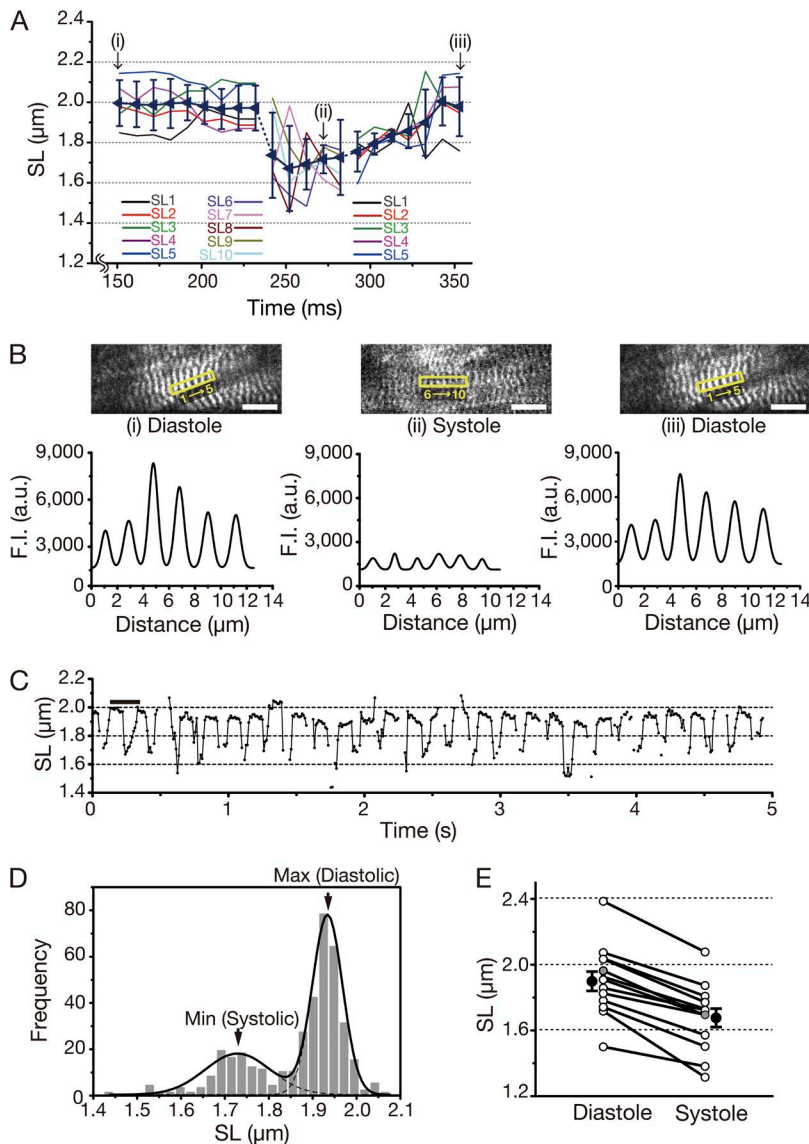 A
2.4
2.2
2.0
1.8
1.6
1.4
1.2
SL (µm)
(i)
(ii)
(iii)
SL1
SL2
SL3
SL4
SL5
SL6
SL7
SL8
SL9
SL10
SL1
SL2
SL3
SL4
SL5
150 200 250 300 350
Time (ms)
B
1→5
6→10
1→5
(i) Diastole
(ii) Systole
(iii) Diastole
9,000
6,000
3,000
0
F.I. (a.u.)
0 2 4 6 8 10 12 14
Distance (µm)
9,000
6,000
3,000
0
F.I. (a.u.)
0 2 4 6 8 10 12 14
Distance (µm)
9,000
6,000
3,000
0
F.I. (a.u.)
0 2 4 6 8 10 12 14
Distance (µm)
C
2.2
2.0
1.8
1.6
1.4
SL (µm)
0 1 2 3 4 5
Time (s)
D
Max (Diastolic)
Min (Systolic)
80
60
40
20
0
Frequency
1.4 1.5 1.6 1.7 1.8 1.9 2.0 2.1
SL (µm)
E
2.4
2.0
1.6
1.2
SL (µm)
Diastole Systole